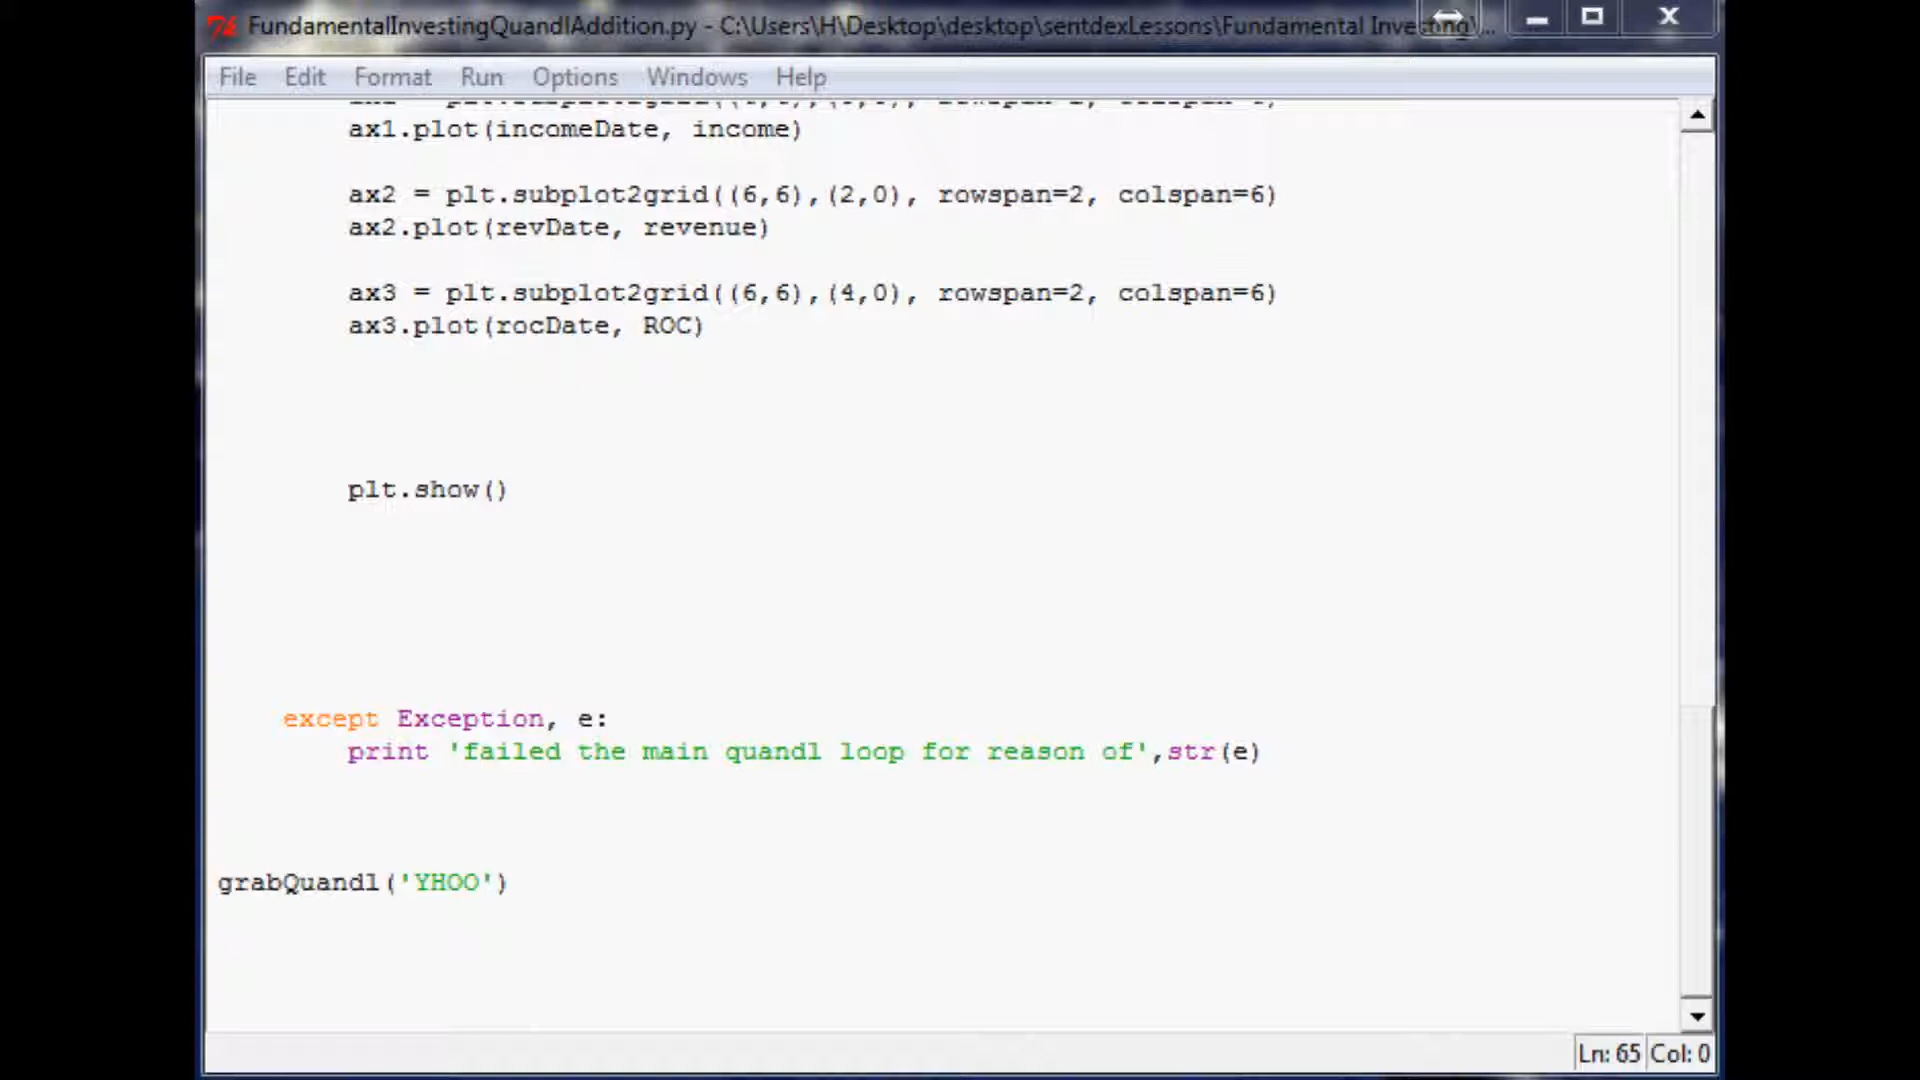 FundamentalInvestingQuandlAddition.py - C:\Users\H\Desktop\desktop\sentdexLessons\Fundamental Investing\...
File Edit Format Run Options Windows Help
ax1.plot(incomeDate, income)
ax2 = plt.subplot2grid((6,6),(2,0), rowspan=2, colspan=6)
ax2.plot(revDate, revenue)
ax3 = plt.subplot2grid((6,6),(4,0), rowspan=2, colspan=6)
ax3.plot(rocDate, ROC)
plt.show()
except Exception, e:
print 'failed the main quandl loop for reason of',str(e)
grabQuandl('YHOO')
Ln: 65 Col: 0